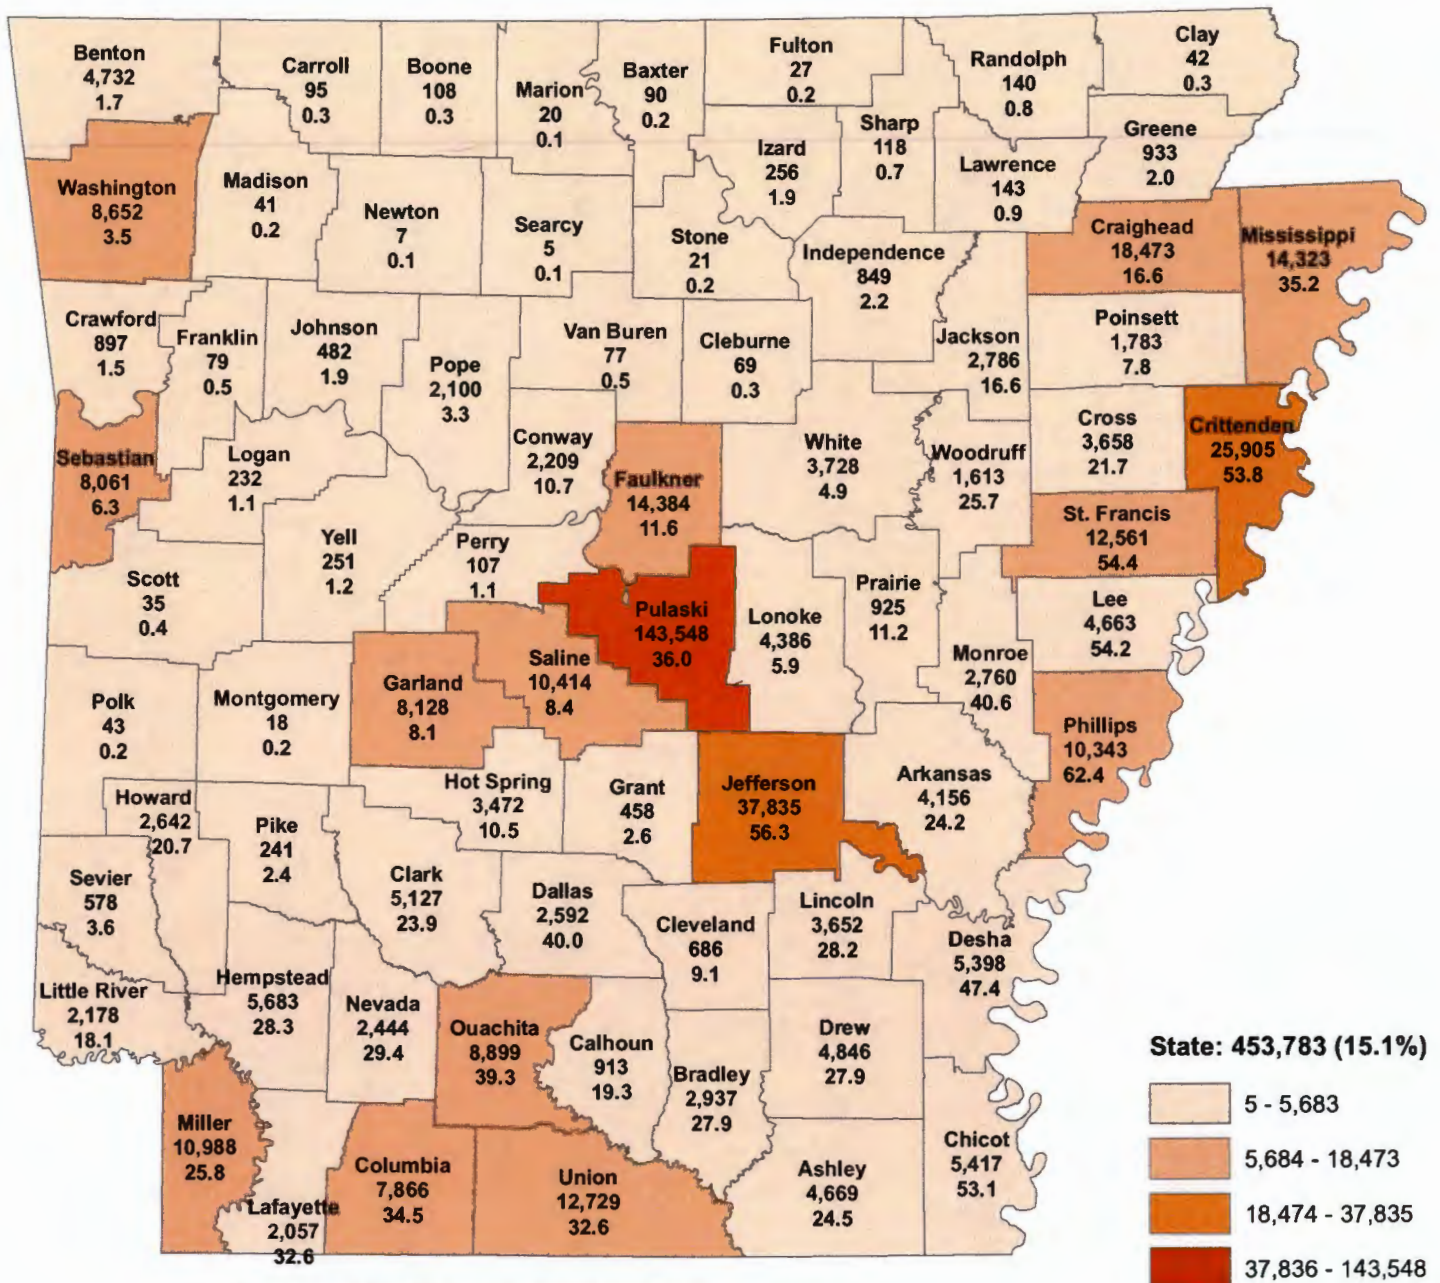 Benton
4,732
1.7
Carroll
95
0.3
Boone
108
0.3
Marion
20
0.1
Baxter
90
0.2
Fulton
27
0.2
Randolph
140
0.8
Clay
42
0.3
Washington
8,652
3.5
Madison
41
0.2
Newton
7
0.1
Searcy
5
0.1
Stone
21
0.2
Izard
256
1.9
Sharp
118
0.7
Lawrence
143
0.9
Greene
933
2.0
Independence
849
2.2
Craighead
18,473
16.6
Mississippi
14,323
35.2
Crawford
897
1.5
Franklin
79
0.5
Johnson
482
1.9
Pope
2,100
3.3
Van Buren
77
0.5
Cleburne
69
0.3
Jackson
2,786
16.6
Poinsett
1,783
7.8
Sebastian
8,061
6.3
Logan
232
1.1
Conway
2,209
10.7
Faulkner
14,384
11.6
White
3,728
4.9
Woodruff
1,613
25.7
Cross
3,658
21.7
Crittenden
25,905
53.8
Scott
35
0.4
Yell
251
1.2
Perry
107
1.1
St. Francis
12,561
54.4
Pulaski
143,548
36.0
Lonoke
4,386
5.9
Prairie
925
11.2
Monroe
2,760
40.6
Lee
4,663
54.2
Polk
43
0.2
Montgomery
18
0.2
Garland
8,128
8.1
Saline
10,414
8.4
Phillips
10,343
62.4
Howard
2,642
20.7
Pike
241
2.4
Hot Spring
3,472
10.5
Grant
458
2.6
Jefferson
37,835
56.3
Arkansas
4,156
24.2
Sevier
578
3.6
Clark
5,127
23.9
Dallas
2,592
40.0
Cleveland
686
9.1
Lincoln
3,652
28.2
Desha
5,398
47.4
Little River
2,178
18.1
Hempstead
5,683
28.3
Nevada
2,444
29.4
Ouachita
8,899
39.3
Calhoun
913
19.3
Bradley
2,937
27.9
Drew
4,846
27.9
Miller
10,988
25.8
Lafayette
2,057
32.6
Columbia
7,866
34.5
Union
12,729
32.6
Ashley
4,669
24.5
Chicot
5,417
53.1
State: 453,783 (15.1%)
5 - 5,683
5,684 - 18,473
18,474 - 37,835
37,836 - 143,548